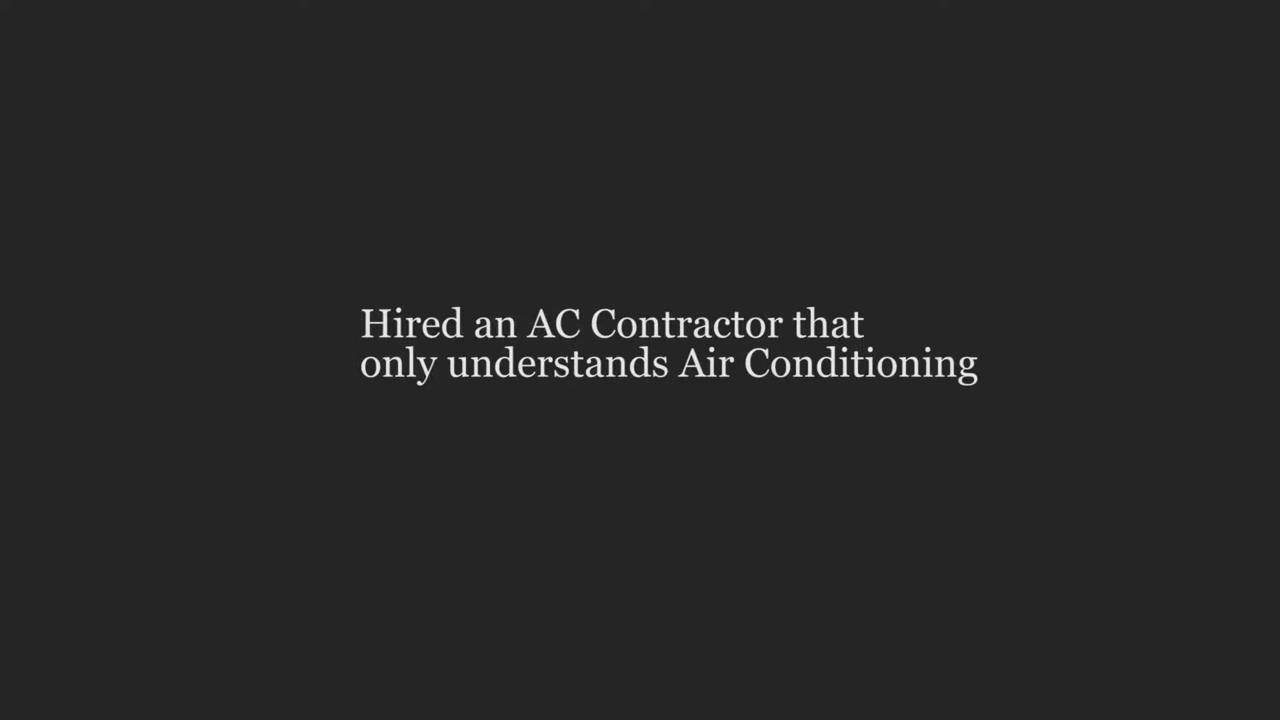 Hired an AC Contractor that
only understands Air Conditioning